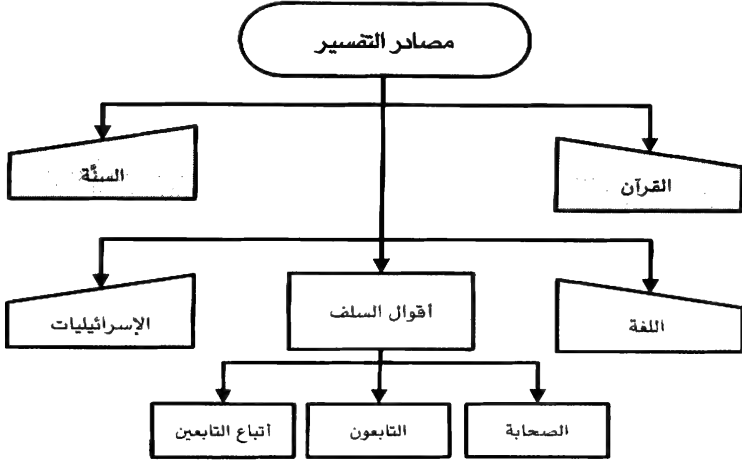 مصادر التفسير
القرآن
السنَّة
اللغة
أقوال السلف
الإسرائيليات
الصحابة
التابعون
أتباع التابعين